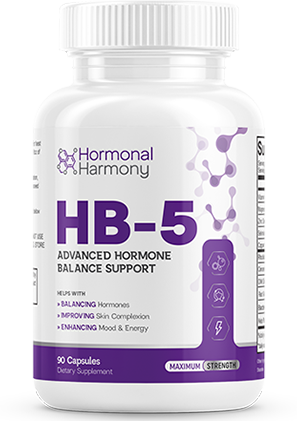 Hormonal
Harmony
HB-5
ADVANCED HORMONE
BALANCE SUPPORT
HELPS WITH
» BALANCING Hormones
» IMPROVING Skin Complexion
» ENHANCING Mood & Energy
90 Capsules
Dietary Supplement
MAXIMUM STRENGTH